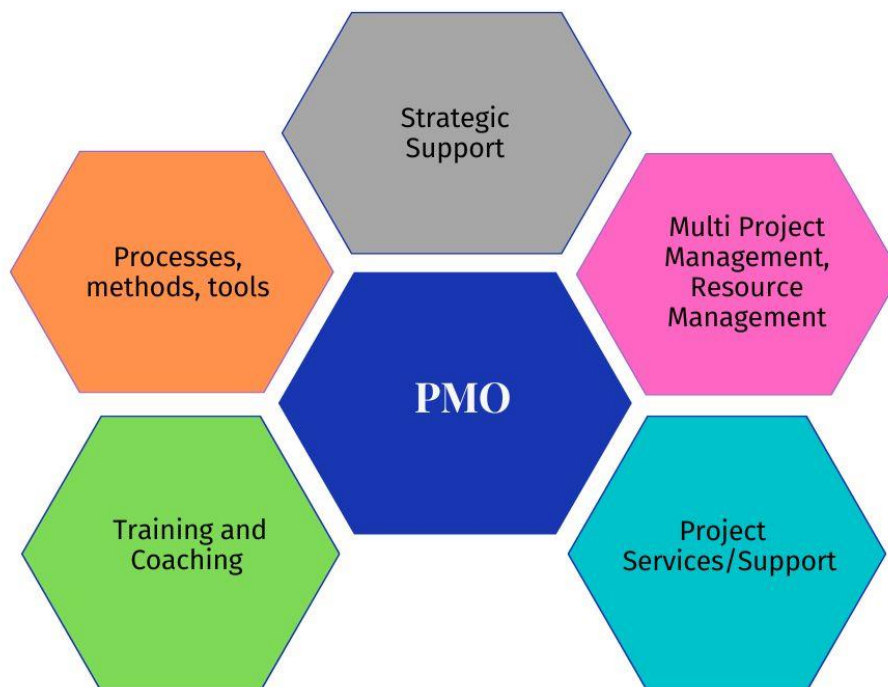 Strategic
Support
Processes,
methods, tools
Multi Project
Management,
Resource
Management
PMO
Training and
Coaching
Project
Services/Support